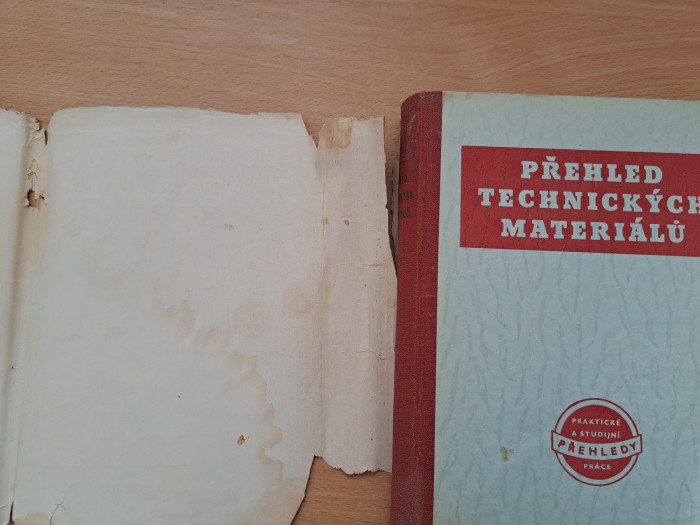 PŘEHLED
TECHNICKÝCH
MATERIÁLŮ
PRAKTICKÉ
A STUDIJNÍ
PŘEHLEDY
PRÁCE